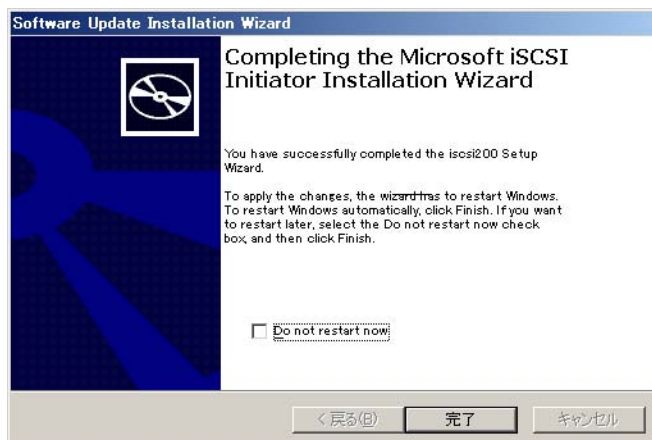 Software Update Installation Wizard
Completing the Microsoft iSCSI
Initiator Installation Wizard
You have successfully completed the iscsi200 Setup
Wizard.
To apply the changes, the wizard has to restart Windows.
To restart Windows automatically, click Finish. If you want
to restart later, select the Do not restart now check
box, and then click Finish.
Do not restart now
< 戻る(B) 完了 キャンセル